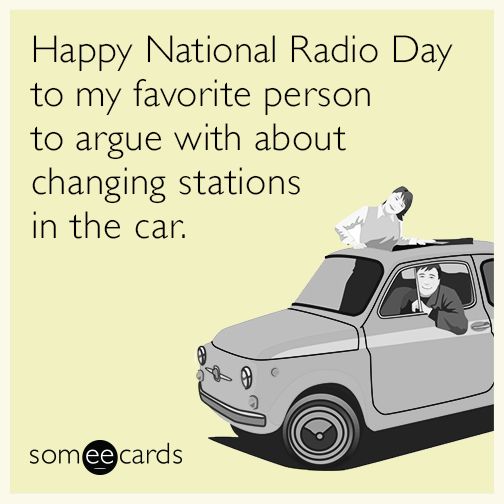 Happy National Radio Day
to my favorite person
to argue with about
changing stations
in the car.
someecards